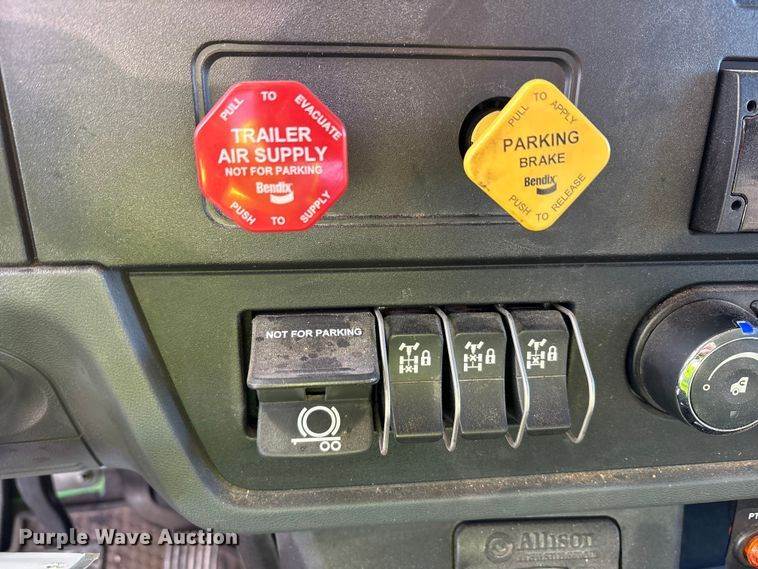 PULL TO EVACUATE
TRAILER
AIR SUPPLY
NOT FOR PARKING
Bendix
PUSH TO SUPPLY
PULL TO APPLY
PARKING
BRAKE
Bendix
PUSH TO RELEASE
NOT FOR PARKING
Allison
PT
Purple Wave Auction